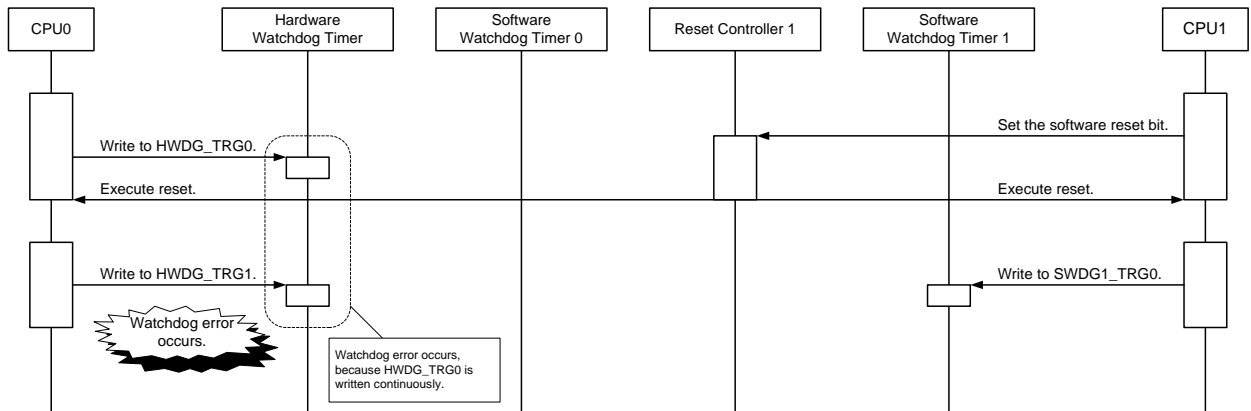 CPU0
Hardware
Watchdog Timer
Software
Watchdog Timer 0
Reset Controller 1
Software
Watchdog Timer 1
CPU1
Set the software reset bit.
Write to HWDG_TRG0.
Execute reset.
Execute reset.
Write to HWDG_TRG1.
Write to SWDG1_TRG0.
Watchdog error
occurs.
Watchdog error occurs,
because HWDG_TRG0 is
written continuously.